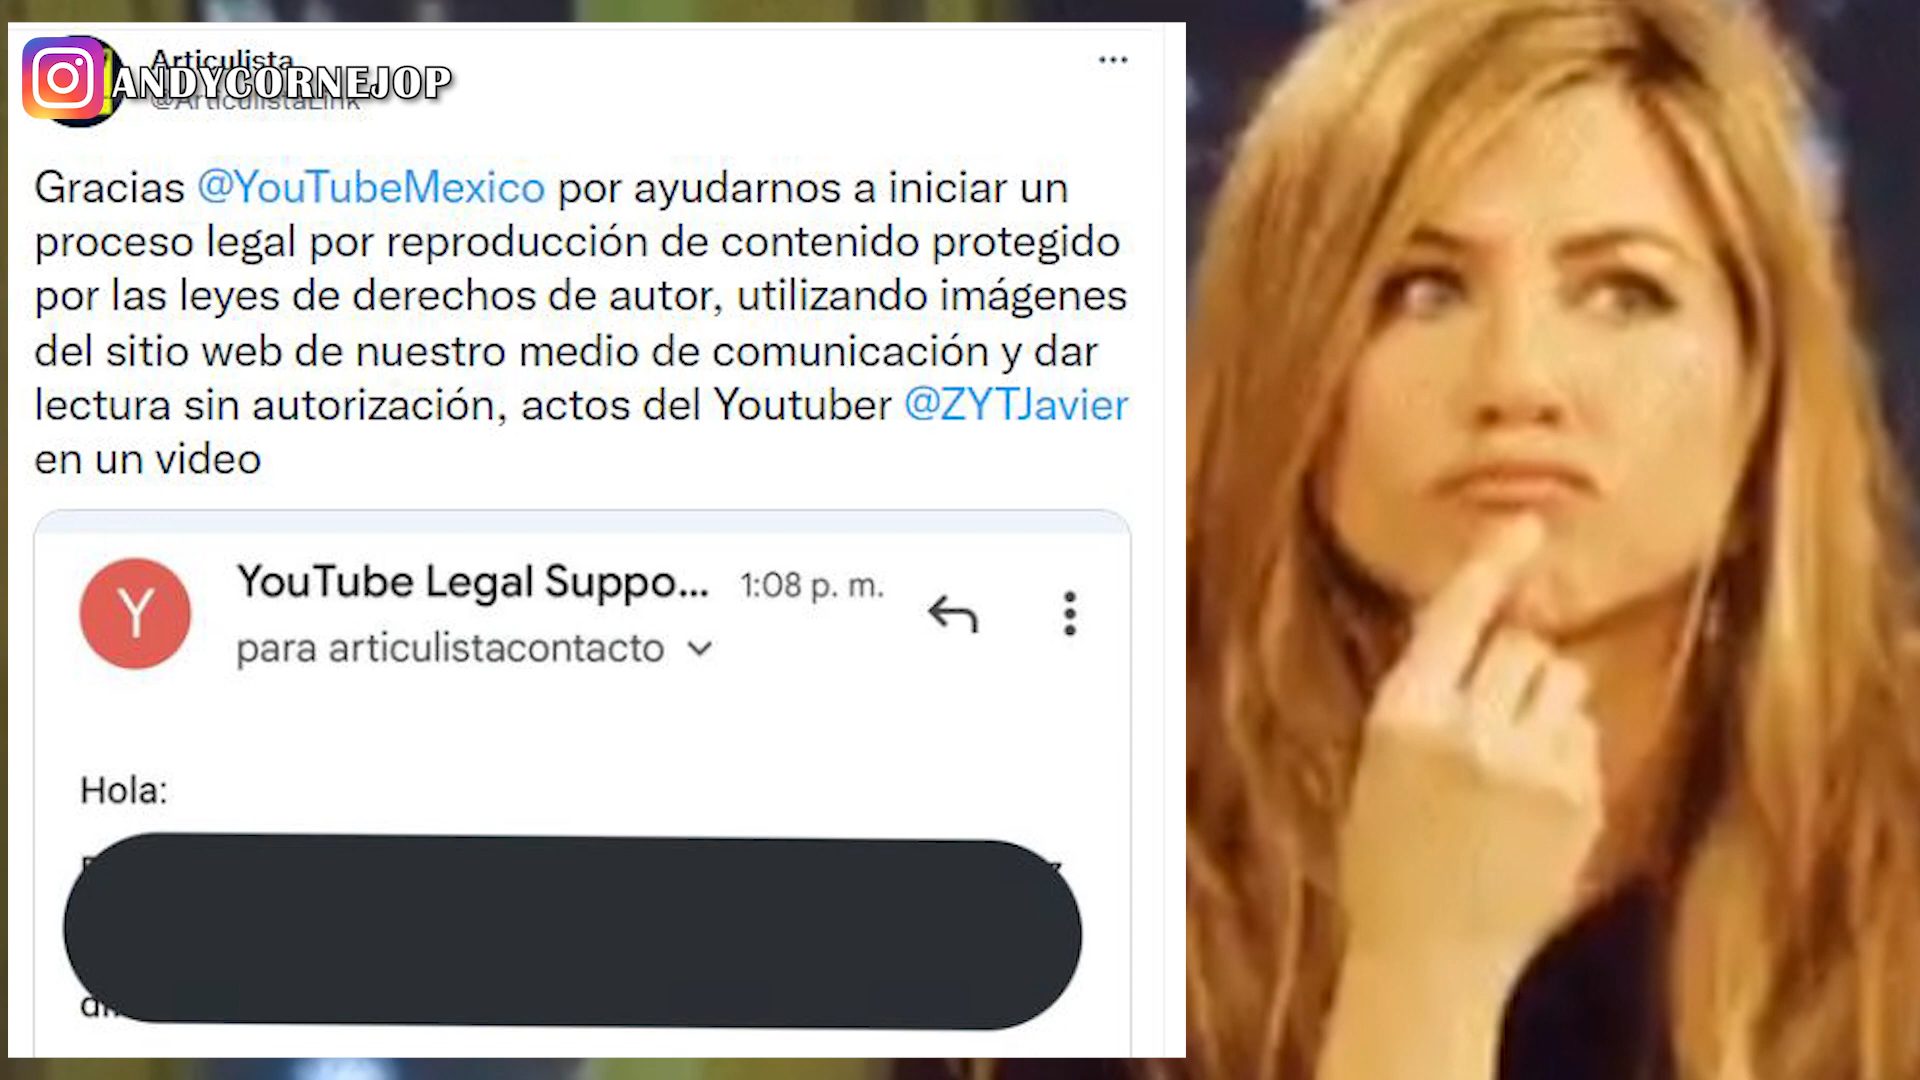 Articulista
ANDYCORNEJOP
@ArticulistaLink
Gracias @YouTubeMexico por ayudarnos a iniciar un
proceso legal por reproducción de contenido protegido
por las leyes de derechos de autor, utilizando imágenes
del sitio web de nuestro medio de comunicación y dar
lectura sin autorización, actos del Youtuber @ZYTJavier
en un video
Y
YouTube Legal Suppo... 1:08 p. m.
para articulistacontacto
Hola: